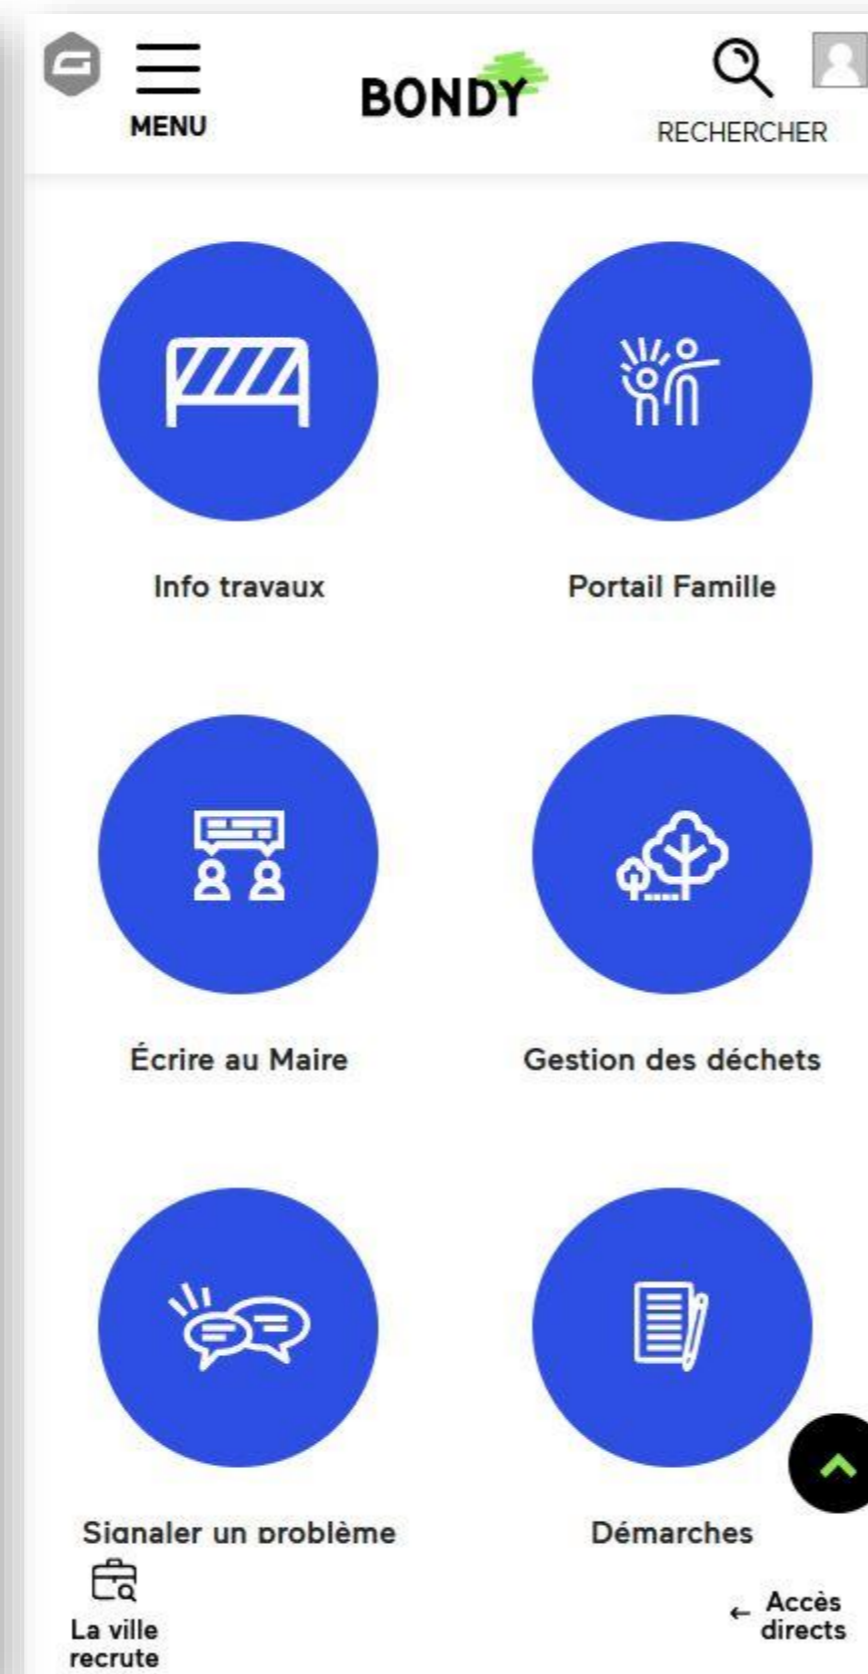 MENU
BONDY
RECHERCHER
Info travaux
Portail Famille
Écrire au Maire
Gestion des déchets
Signaler un problème
Démarches
La ville
recrute
← Accès
directs